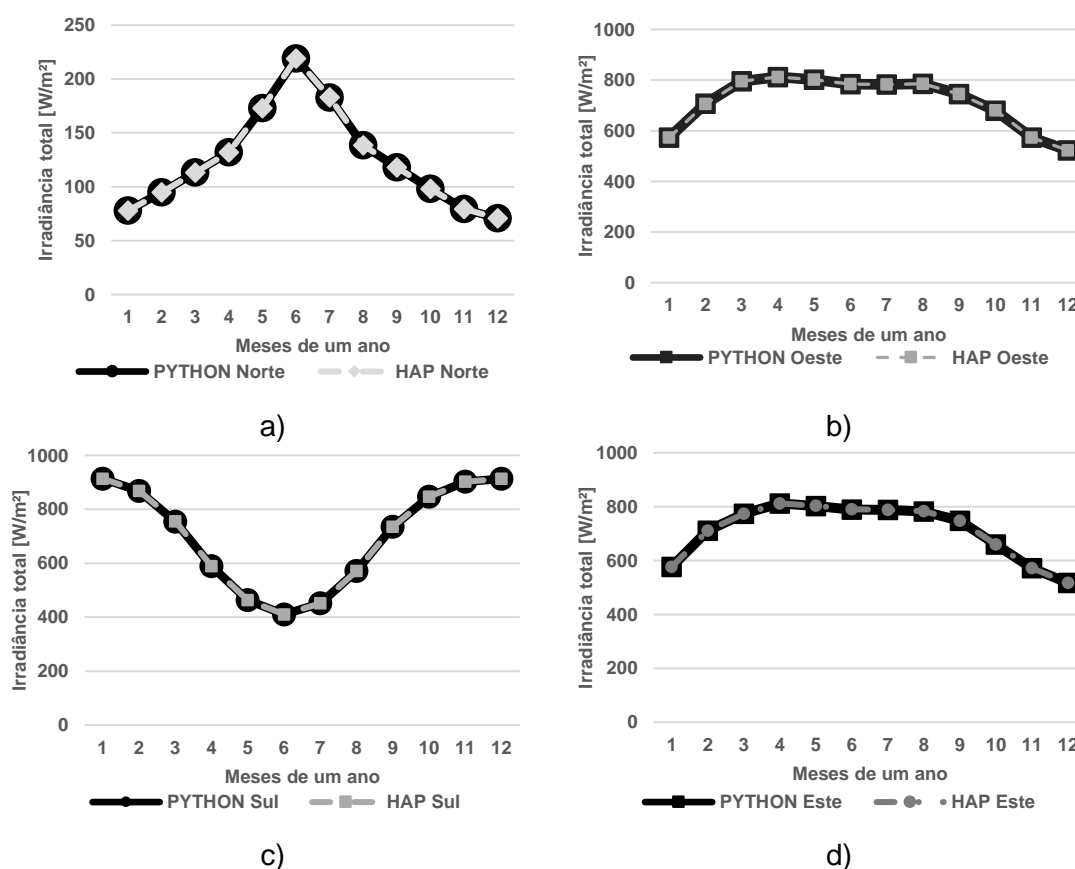 250
200
150
100
50
0
Irradiância total [W/m²]
1 2 3 4 5 6 7 8 9 10 11 12
Meses de um ano
PYTHON Norte HAP Norte
a)
1000
800
600
400
200
0
Irradiância total [W/m²]
1 2 3 4 5 6 7 8 9 10 11 12
Meses de um ano
PYTHON Oeste HAP Oeste
b)
1000
800
600
400
200
0
Irradiância total [W/m²]
1 2 3 4 5 6 7 8 9 10 11 12
Meses de um ano
PYTHON Sul HAP Sul
c)
1000
800
600
400
200
0
Irradiância total [W/m²]
1 2 3 4 5 6 7 8 9 10 11 12
Meses de um ano
PYTHON Este HAP Este
d)